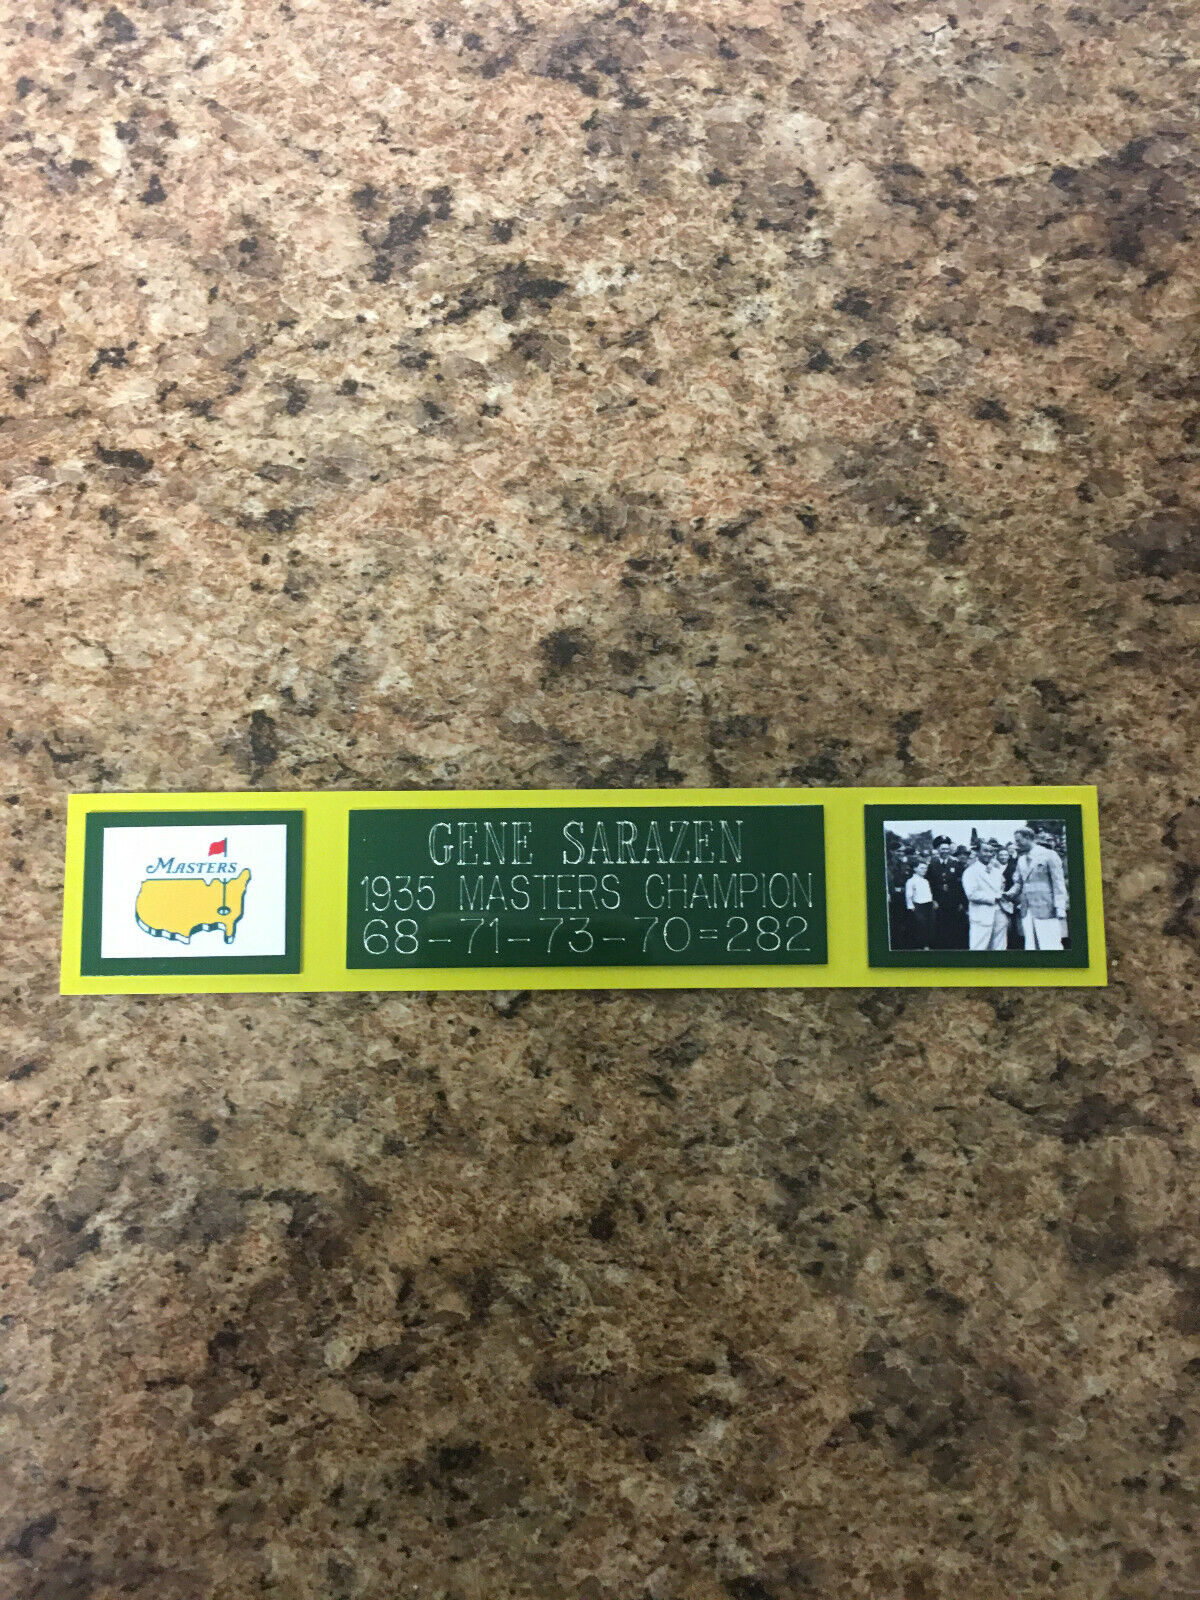 MASTERS
GENE SARAZEN
1935 MASTERS CHAMPION
68-71-73-70=282